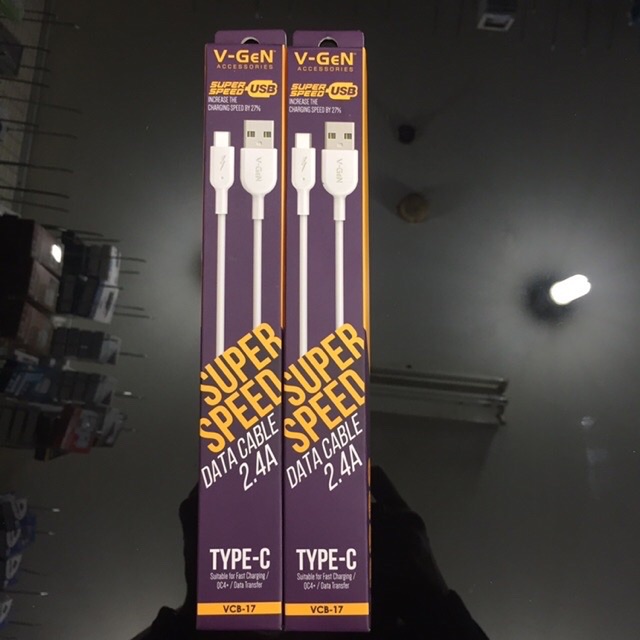 V-GeN
ACCESSORIES
SUPER
SPEED USB
INCREASE THE
CHARGING SPEED BY 27%
V-GeN
SUPER
SPEED
DATA CABLE
2.4A
TYPE-C
Suitable for Fast Charging /
QC4+ / Data Transfer
VCB-17
V-GeN
ACCESSORIES
SUPER
SPEED USB
INCREASE THE
CHARGING SPEED BY 27%
V-GeN
SUPER
SPEED
DATA CABLE
2.4A
TYPE-C
Suitable for Fast Charging /
QC4+ / Data Transfer
VCB-17